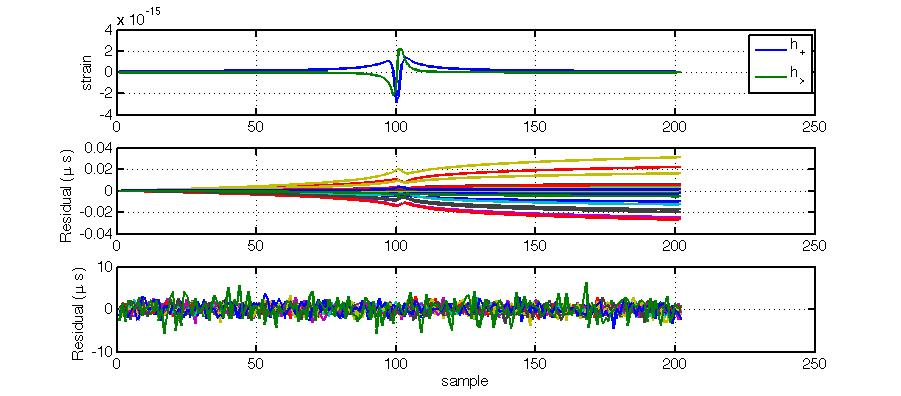 x 10^-15
4
2
0
-2
-4
strain
h+
h×
0 50 100 150 200 250
0.04
0.02
0
-0.02
-0.04
Residual (μ s)
0 50 100 150 200 250
10
0
-10
Residual (μ s)
0 50 100 150 200 250
sample